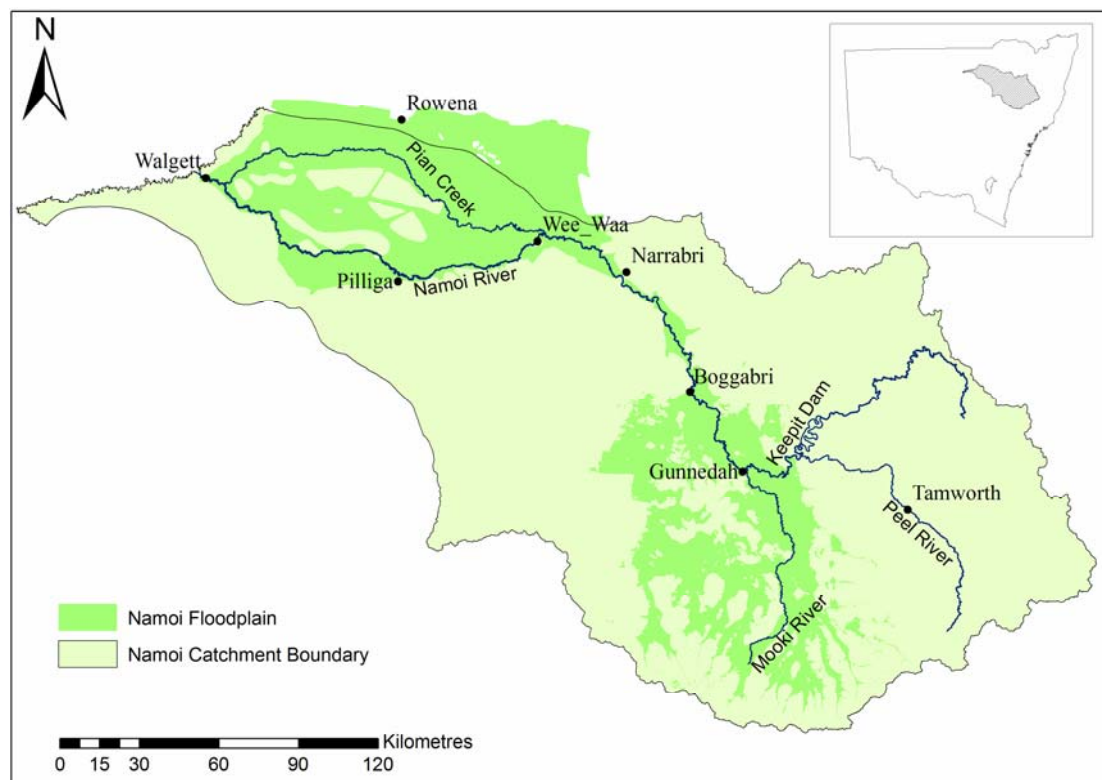 N
Rowena
Walgett
Pian Creek
Wee_Waa
Narrabri
Pilliga
Namoi River
Boggabri
Keepit Dam
Gunnedah
Tamworth
Peel River
Mooki River
Namoi Floodplain
Namoi Catchment Boundary
Kilometres
0 15 30 60 90 120